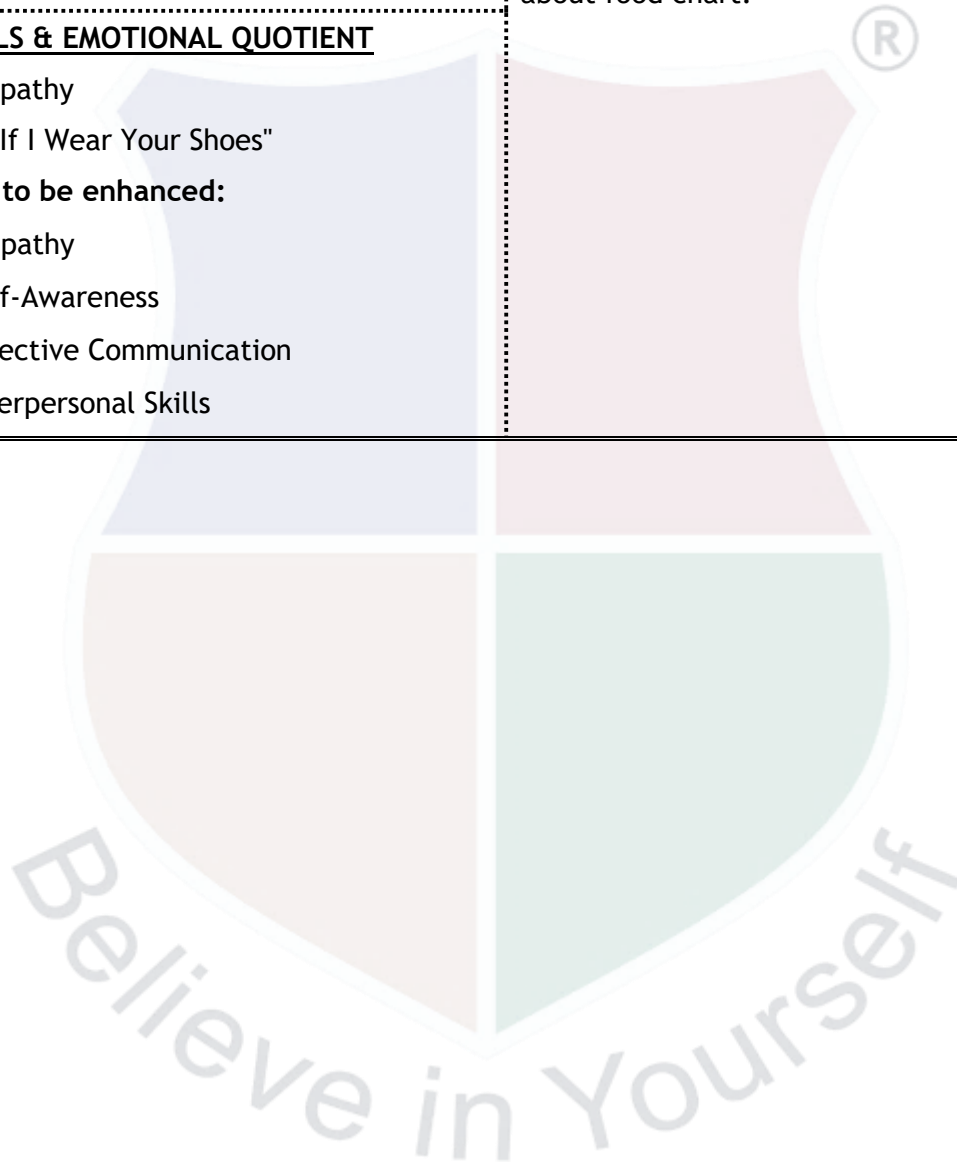 about food chart.
LS & EMOTIONAL QUOTIENT
pathy
If I Wear Your Shoes"
to be enhanced:
pathy
f-Awareness
ective Communication
erpersonal Skills
®
Believe in Yourself